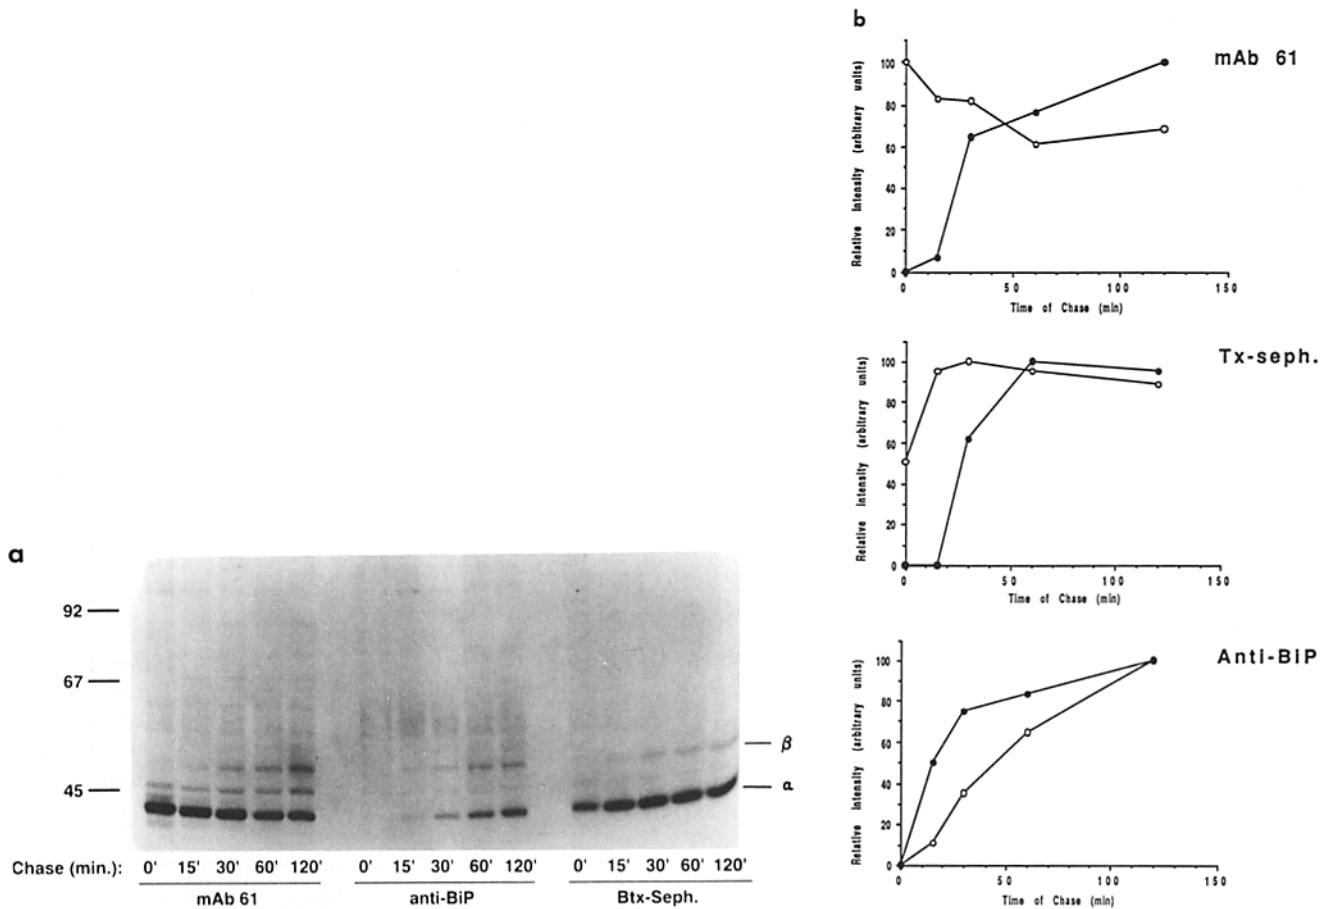 a
92
67
45
β
α
Chase (min.): 0' 15' 30' 60' 120' 0' 15' 30' 60' 120' 0' 15' 30' 60' 120'
mAb 61 anti-BiP Btx-Seph.
b
mAb 61
Relative Intensity (arbitrary units)
100
80
60
40
20
0
0 50 100 150
Time of Chase (min)
Tx-seph.
Relative Intensity (arbitrary units)
100
80
60
40
20
0
0 50 100 150
Time of Chase (min)
Anti-BiP
Relative Intensity (arbitrary units)
100
80
60
40
20
0
0 50 100 150
Time of Chase (min)